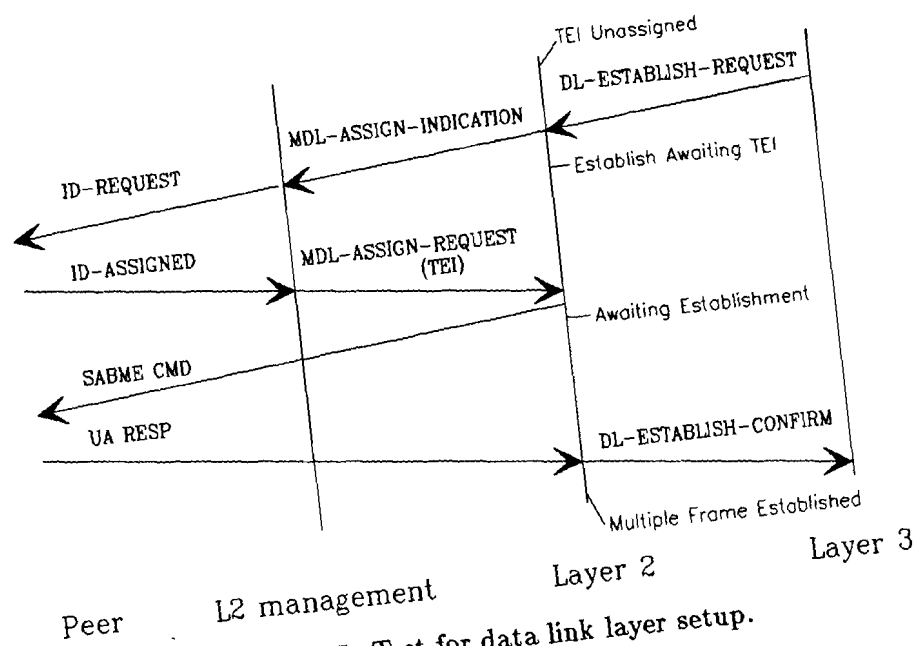 TEI Unassigned
DL-ESTABLISH-REQUEST
MDL-ASSIGN-INDICATION
Establish Awaiting TEI
ID-REQUEST
MDL-ASSIGN-REQUEST
(TEI)
ID-ASSIGNED
Awaiting Establishment
SABME CMD
UA RESP
DL-ESTABLISH-CONFIRM
Multiple Frame Established
Peer L2 management Layer 2 Layer 3
Test for data link layer setup.